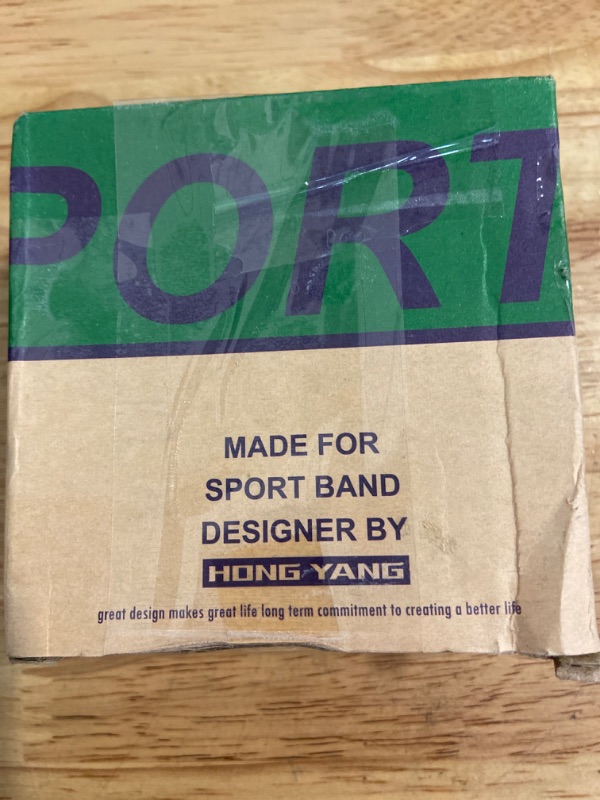 PORT
MADE FOR
SPORT BAND
DESIGNER BY
HONG-YANG
great design makes great life long term commitment to creating a better life